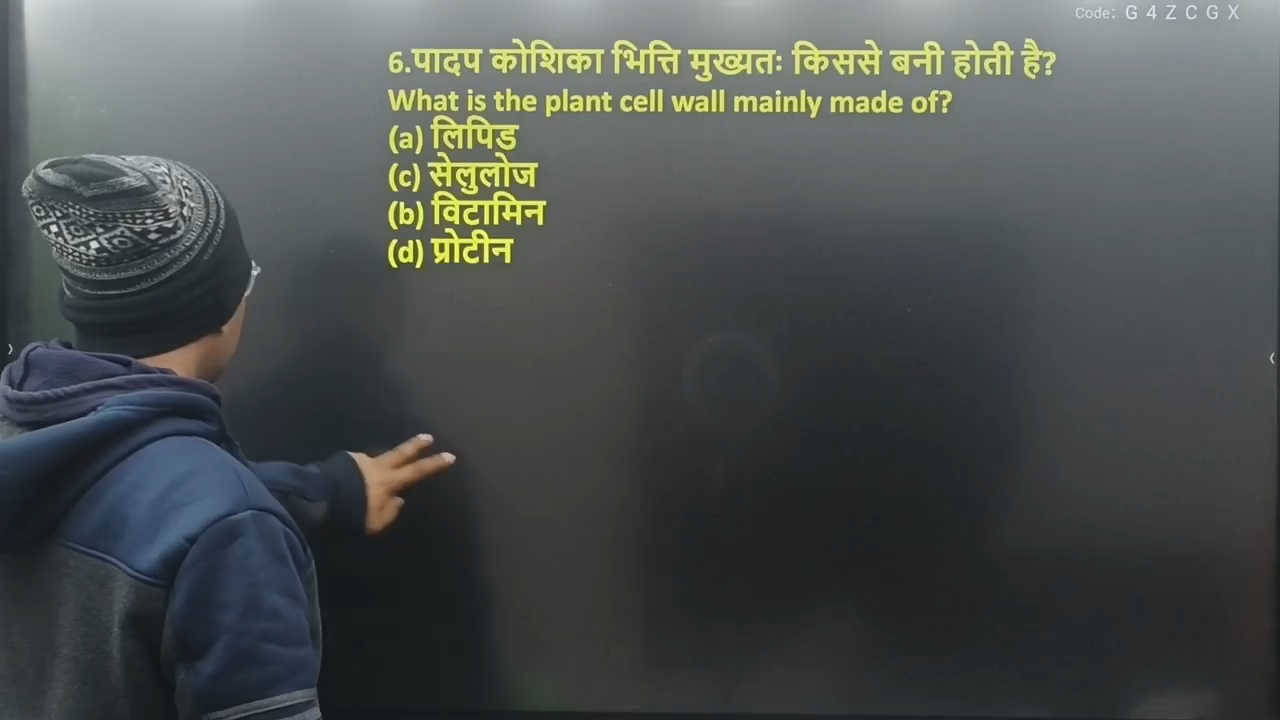 Code: G 4 Z C G X
6.पादप कोशिका भित्ति मुख्यतः किससे बनी होती है?
What is the plant cell wall mainly made of?
(a) लिपिड
(c) सेलुलोज
(b) विटामिन
(d) प्रोटीन